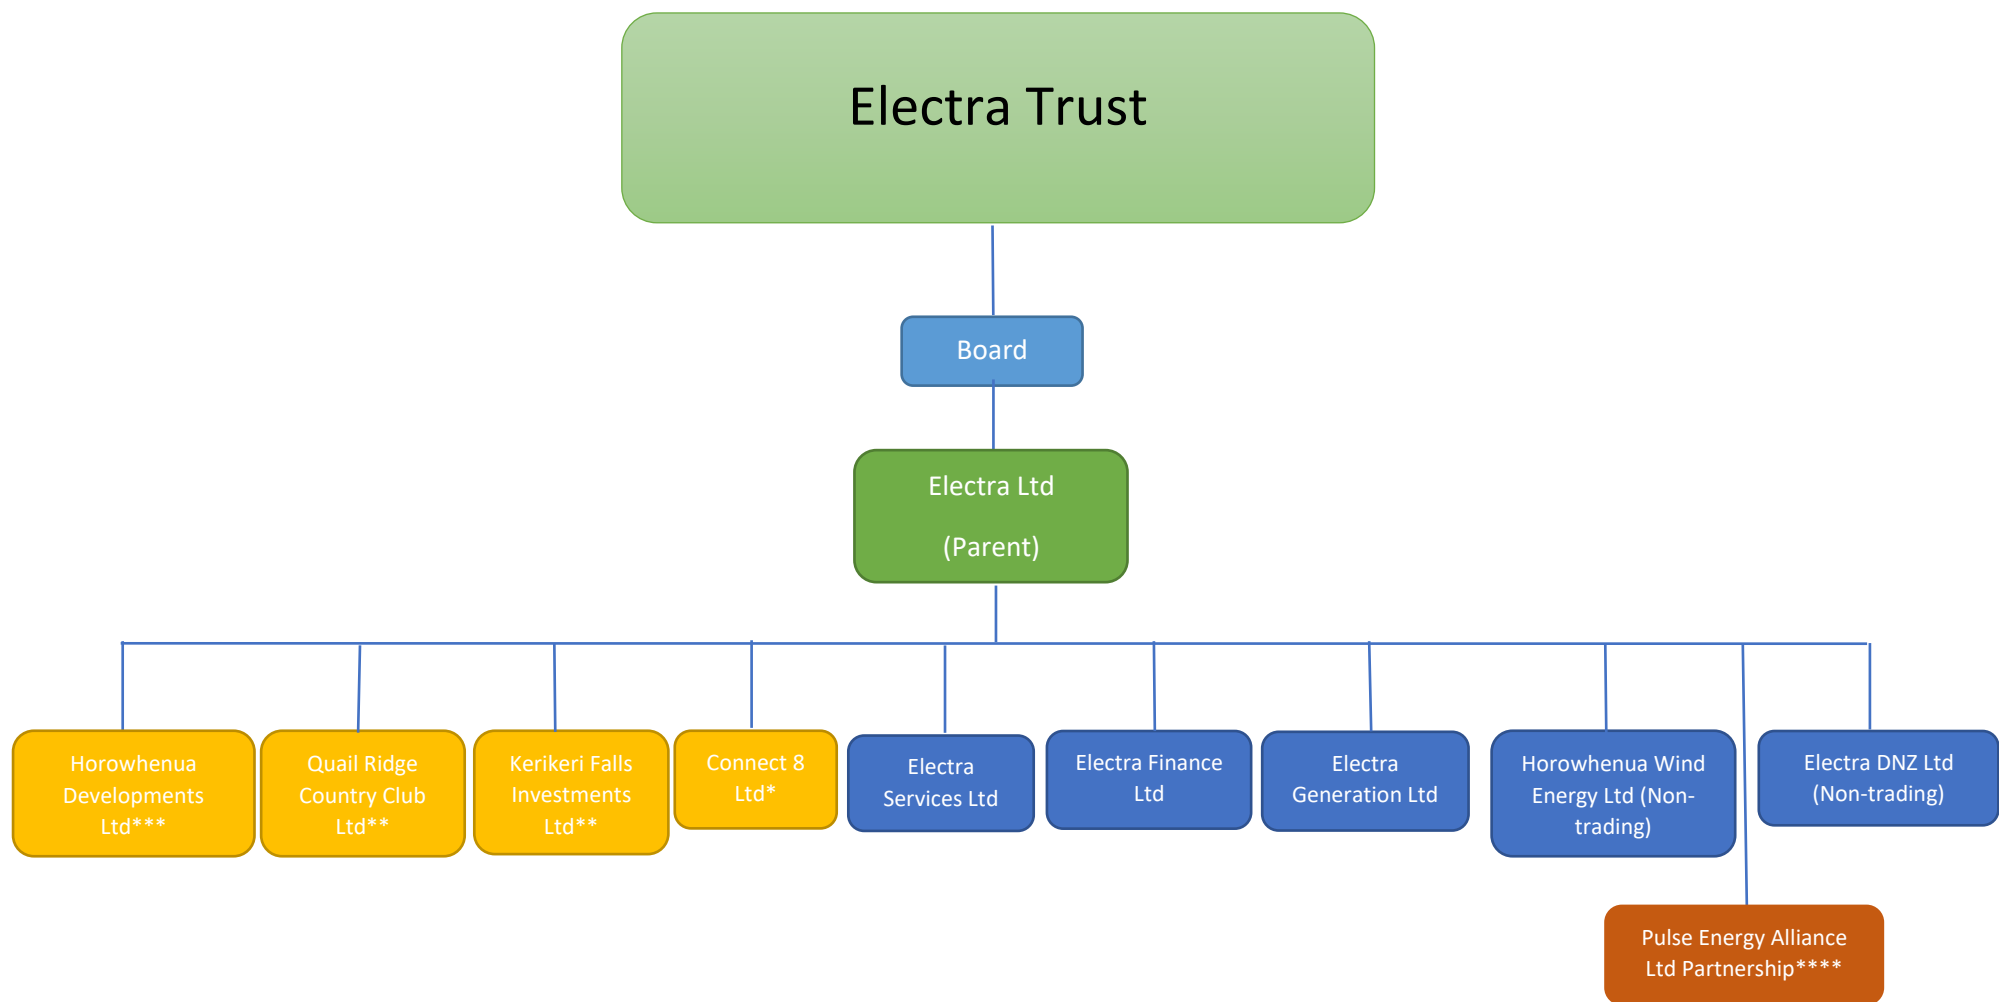 Electra Trust
Board
Electra Ltd
(Parent)
Horowhenua
Developments
Ltd***
Quail Ridge
Country Club
Ltd**
Kerikeri Falls
Investments
Ltd**
Connect 8
Ltd*
Electra
Services Ltd
Electra Finance
Ltd
Electra
Generation Ltd
Horowhenua Wind
Energy Ltd (Non-
trading)
Electra DNZ Ltd
(Non-trading)
Pulse Energy Alliance
Ltd Partnership****